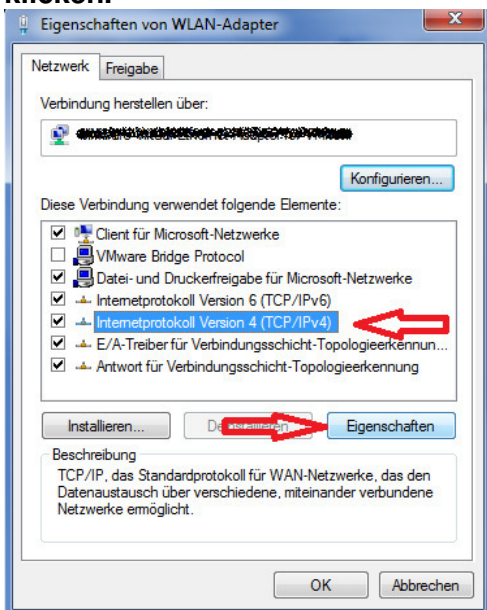 Eigenschaften von WLAN-Adapter
Netzwerk Freigabe
Verbindung herstellen über:
Konfigurieren...
Diese Verbindung verwendet folgende Elemente:
Client für Microsoft-Netzwerke
VMware Bridge Protocol
Datei- und Druckerfreigabe für Microsoft-Netzwerke
Internetprotokoll Version 6 (TCP/IPv6)
Internetprotokoll Version 4 (TCP/IPv4)
E/A-Treiber für Verbindungsschicht-Topologieerkennun...
Antwort für Verbindungsschicht-Topologieerkennung
Installieren... Deinstallieren Eigenschaften
Beschreibung
TCP/IP, das Standardprotokoll für WAN-Netzwerke, das den
Datenaustausch über verschiedene, miteinander verbundene
Netzwerke ermöglicht.
OK Abbrechen